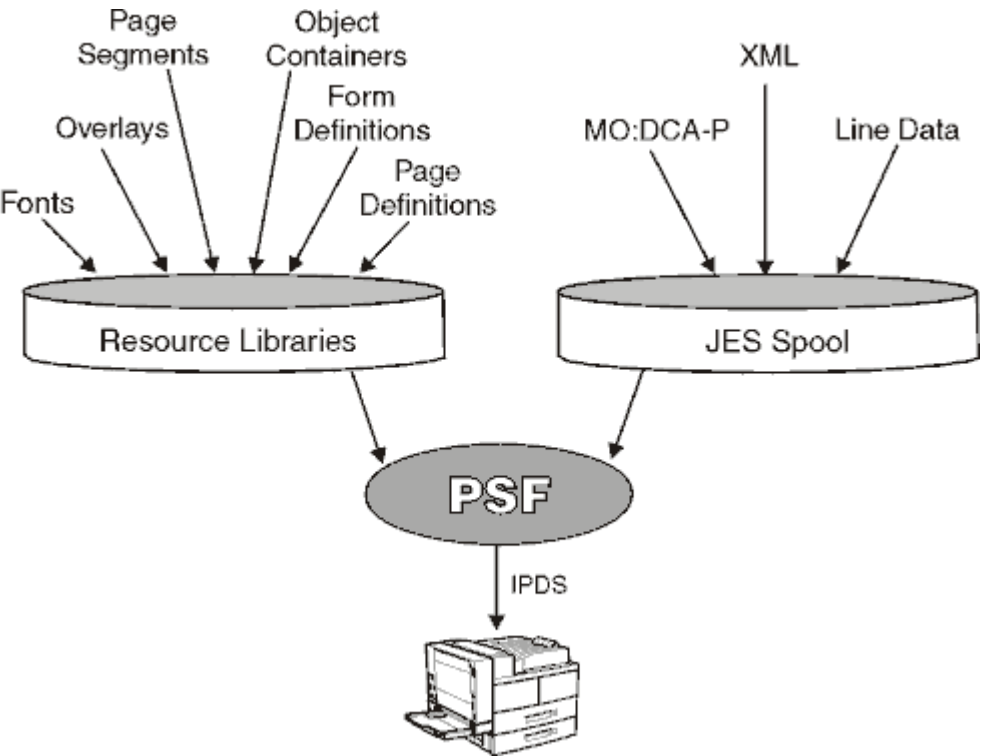 Page
Segments
Object
Containers
XML
Overlays
Form
Definitions
MO:DCA-P
Line Data
Fonts
Page
Definitions
Resource Libraries
JES Spool
PSF
IPDS